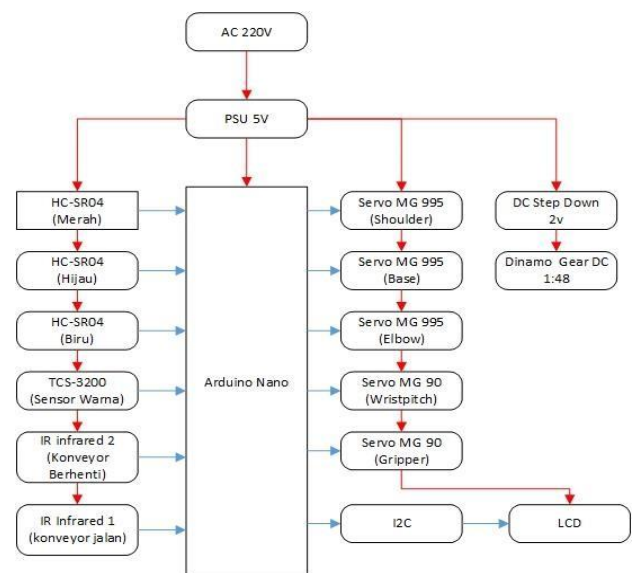 AC 220V
PSU 5V
HC-SR04
(Merah)
HC-SR04
(Hijau)
HC-SR04
(Biru)
TCS-3200
(Sensor Warna)
IR infrared 2
(Konveyor
Berhenti)
IR Infrared 1
(konveyor jalan)
Arduino Nano
Servo MG 995
(Shoulder)
Servo MG 995
(Base)
Servo MG 995
(Elbow)
Servo MG 90
(Wristpitch)
Servo MG 90
(Gripper)
I2C
DC Step Down
2v
Dinamo Gear DC
1:48
LCD